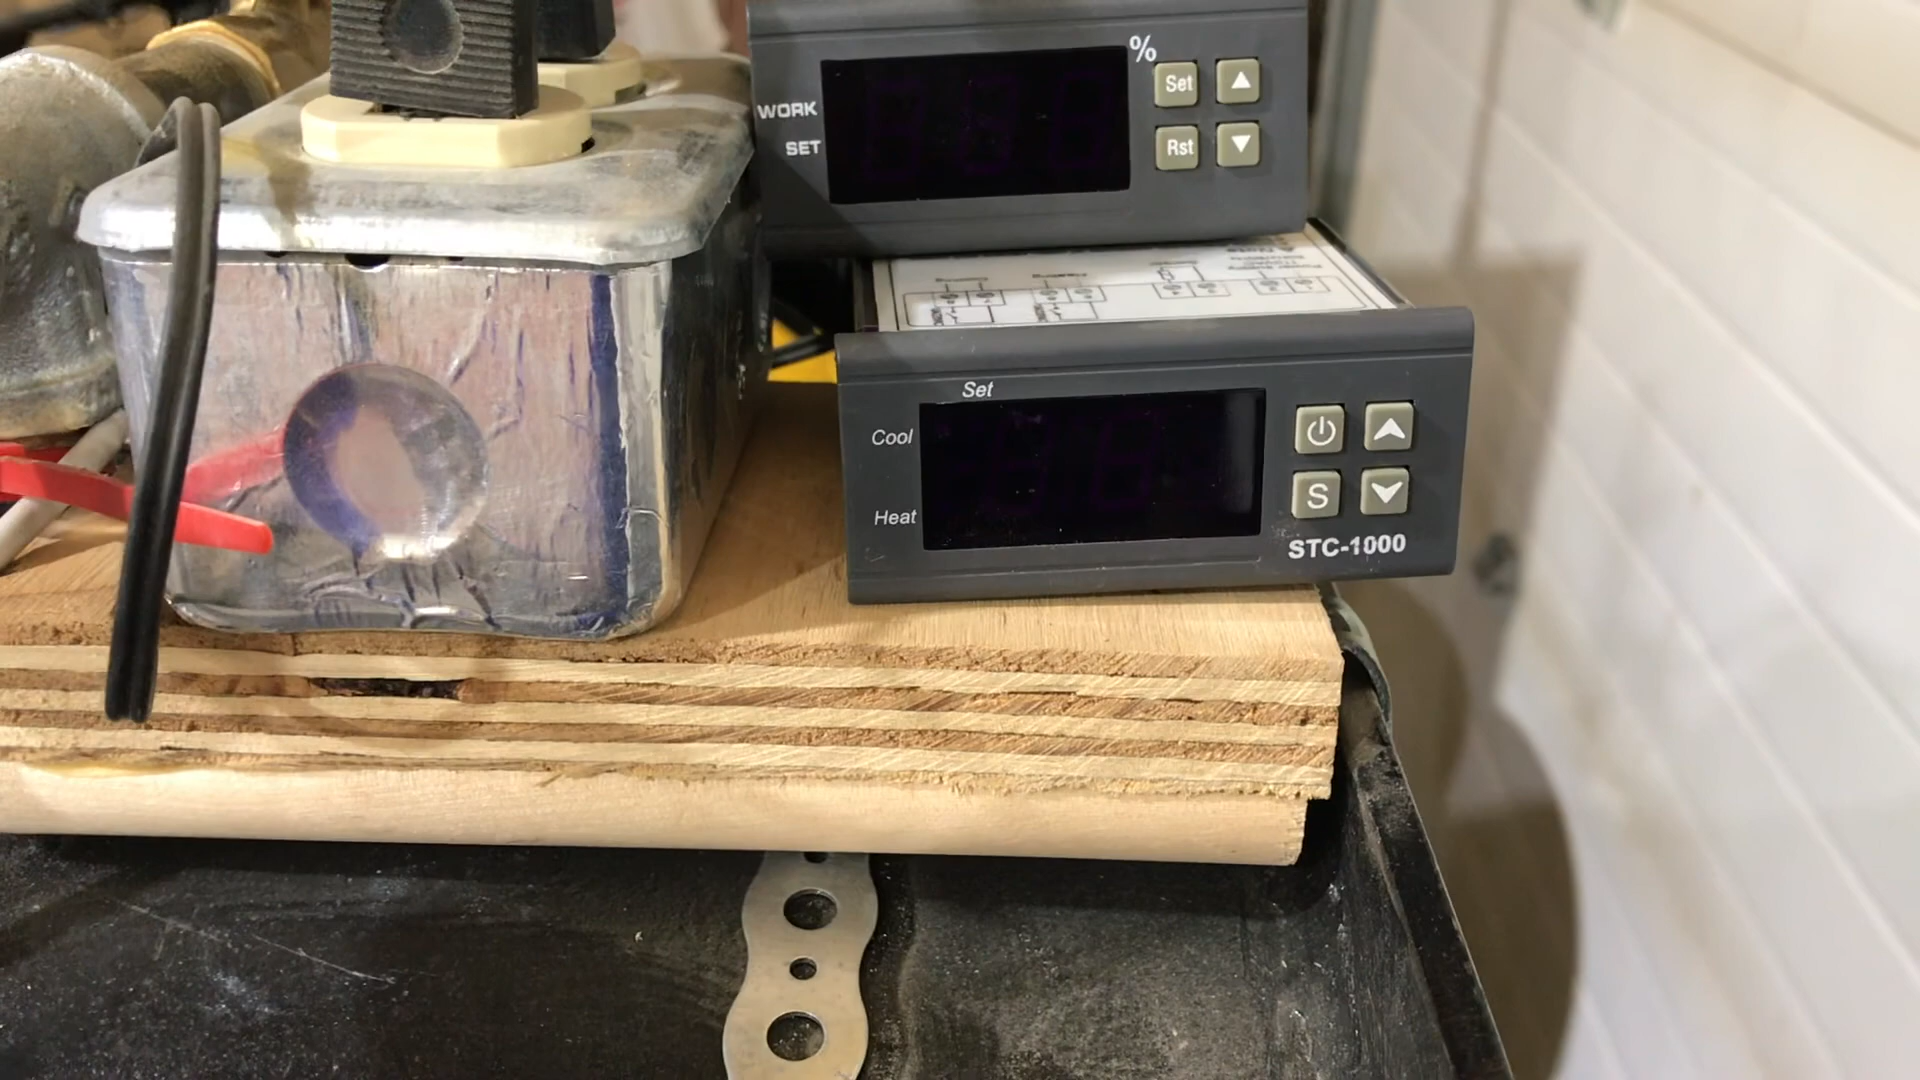 %
WORK
SET
Set
Rst
Set
Cool
Heat
S
STC-1000